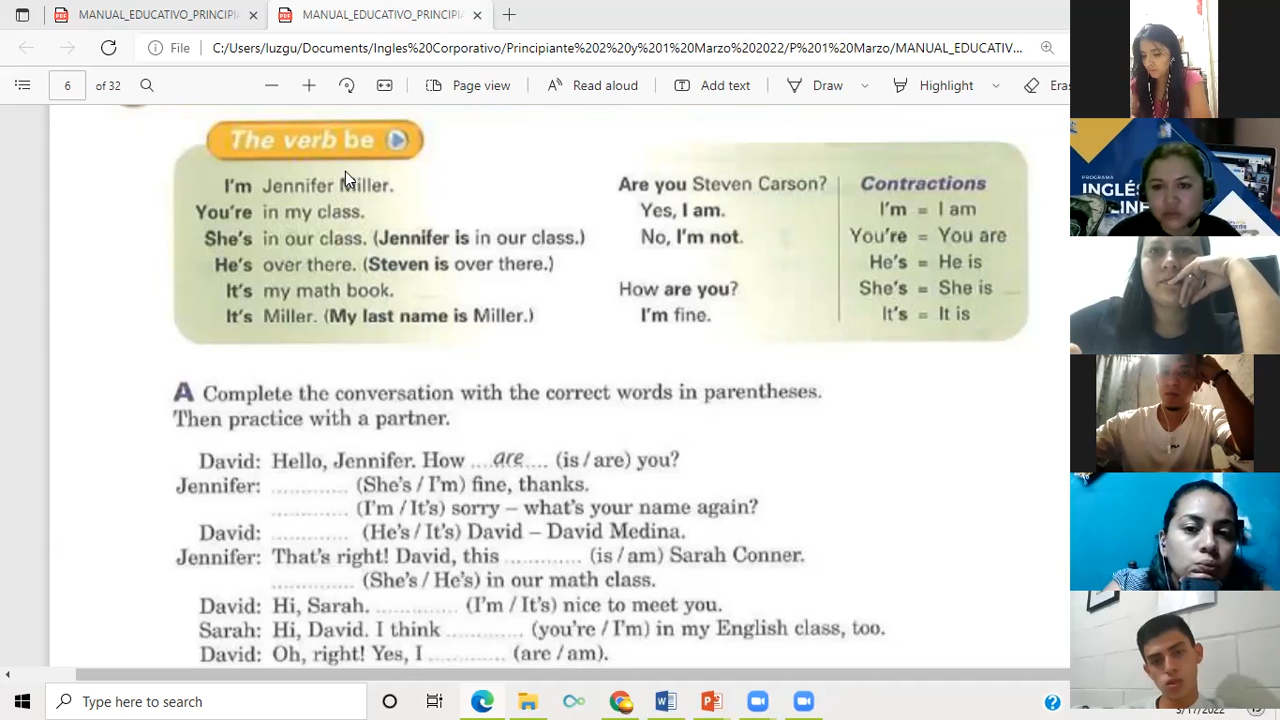 MANUAL_EDUCATIVO_PRINCIPIA
MANUAL_EDUCATIVO_PRINCIPIA
File
C:/Users/luzgu/Documents/Ingles%20Corporativo/Principiante%202%20y%201%20Marzo%202022/P%201%20Marzo/MANUAL_EDUCATIV...
6 of 32
Page view
Read aloud
Add text
Draw
Highlight
Eras
The verb be
I'm Jennifer Miller.
You're in my class.
She's in our class. (Jennifer is in our class.)
He's over there. (Steven is over there.)
It's my math book.
It's Miller. (My last name is Miller.)
Are you Steven Carson?
Yes, I am.
No, I'm not.
How are you?
I'm fine.
Contractions
I'm = I am
You're = You are
He's = He is
She's = She is
It's = It is
A Complete the conversation with the correct words in parentheses.
Then practice with a partner.
David: Hello, Jennifer. How ....are.... (is / are) you?
Jennifer: ............ (She's / I'm) fine, thanks.
............ (I'm / It's) sorry – what's your name again?
David: ............ (He's / It's) David – David Medina.
Jennifer: That's right! David, this ............ (is / am) Sarah Conner.
............ (She's / He's) in our math class.
David: Hi, Sarah. ............ (I'm / It's) nice to meet you.
Sarah: Hi, David. I think ............ (you're / I'm) in my English class, too.
David: Oh, right! Yes, I ............ (are / am).
PROGRAMA
INGLÉS
Type here to search
3/17/2022